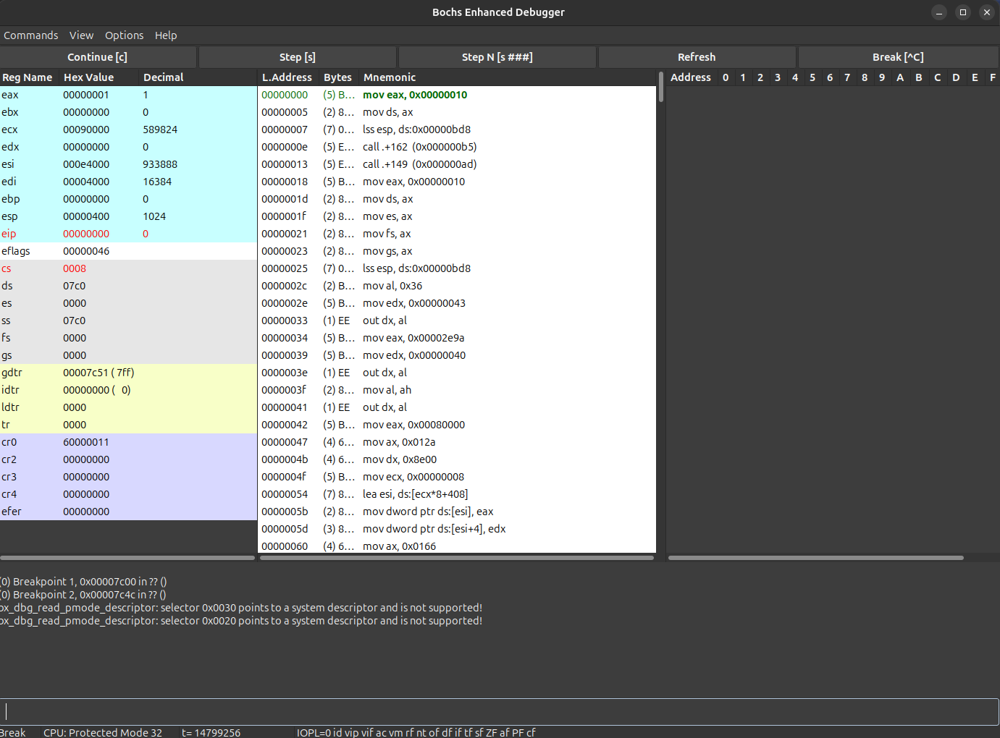 Bochs Enhanced Debugger
Commands View Options Help
Continue [c] Step [s] Step N [s ###] Refresh Break [^C]
Reg Name Hex Value Decimal L.Address Bytes Mnemonic Address 0 1 2 3 4 5 6 7 8 9 A B C D E F
eax 00000001 1 00000000 (5) B... mov eax, 0x00000010
ebx 00000000 0 00000005 (2) 8... mov ds, ax
ecx 00090000 589824 00000007 (7) 0... lss esp, ds:0x00000bd8
edx 00000000 0 0000000e (5) E... call .+162 (0x000000b5)
esi 000e4000 933888 00000013 (5) E... call .+149 (0x000000ad)
edi 00004000 16384 00000018 (5) B... mov eax, 0x00000010
ebp 00000000 0 0000001d (2) 8... mov ds, ax
esp 00000400 1024 0000001f (2) 8... mov es, ax
eip 00000000 0 00000021 (2) 8... mov fs, ax
eflags 00000046 00000023 (2) 8... mov gs, ax
cs 0008 00000025 (7) 0... lss esp, ds:0x00000bd8
ds 07c0 0000002c (2) B... mov al, 0x36
es 0000 0000002e (5) B... mov edx, 0x00000043
ss 07c0 00000033 (1) EE out dx, al
fs 0000 00000034 (5) B... mov eax, 0x00002e9a
gs 0000 00000039 (5) B... mov edx, 0x00000040
gdtr 00007c51 ( 7ff) 0000003e (1) EE out dx, al
idtr 00000000 ( 0) 0000003f (2) 8... mov al, ah
ldtr 0000 00000041 (1) EE out dx, al
tr 0000 00000042 (5) B... mov eax, 0x00080000
cr0 60000011 00000047 (4) 6... mov ax, 0x012a
cr2 00000000 0000004b (4) 6... mov dx, 0x8e00
cr3 00000000 0000004f (5) B... mov ecx, 0x00000008
cr4 00000000 00000054 (7) 8... lea esi, ds:[ecx*8+408]
efer 00000000 0000005b (2) 8... mov dword ptr ds:[esi], eax
0000005d (3) 8... mov dword ptr ds:[esi+4], edx
00000060 (4) 6... mov ax, 0x0166
(0) Breakpoint 1, 0x00007c00 in ?? ()
(0) Breakpoint 2, 0x00007c4c in ?? ()
bx_dbg_read_pmode_descriptor: selector 0x0030 points to a system descriptor and is not supported!
bx_dbg_read_pmode_descriptor: selector 0x0020 points to a system descriptor and is not supported!
Break CPU: Protected Mode 32 t= 14799256 IOPL=0 id vip vif ac vm rf nt of df if tf sf ZF af PF cf